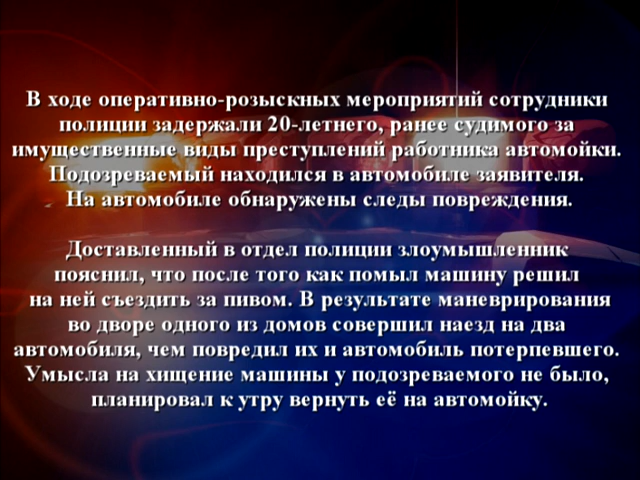 В ходе оперативно-розыскных мероприятий сотрудники
полиции задержали 20-летнего, ранее судимого за
имущественные виды преступлений работника автомойки.
Подозреваемый находился в автомобиле заявителя.
На автомобиле обнаружены следы повреждения.
Доставленный в отдел полиции злоумышленник
пояснил, что после того как помыл машину решил
на ней съездить за пивом. В результате маневрирования
во дворе одного из домов совершил наезд на два
автомобиля, чем повредил их и автомобиль потерпевшего.
Умысла на хищение машины у подозреваемого не было,
планировал к утру вернуть её на автомойку.